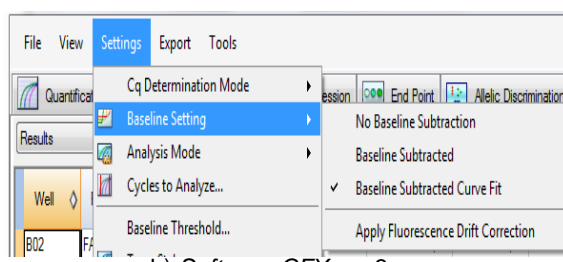 File View Settings Export Tools
Quantificat
Cq Determination Mode
ession End Point Allelic Discrimination
Baseline Setting
No Baseline Subtraction
Results
Analysis Mode
Baseline Subtracted
Well
Cycles to Analyze...
Baseline Subtracted Curve Fit
Baseline Threshold...
Apply Fluorescence Drift Correction
B02 FA